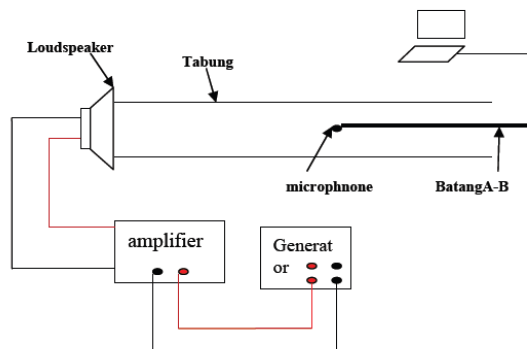 Loudspeaker
Tabung
microphnone
BatangA-B
amplifier
Generat
or